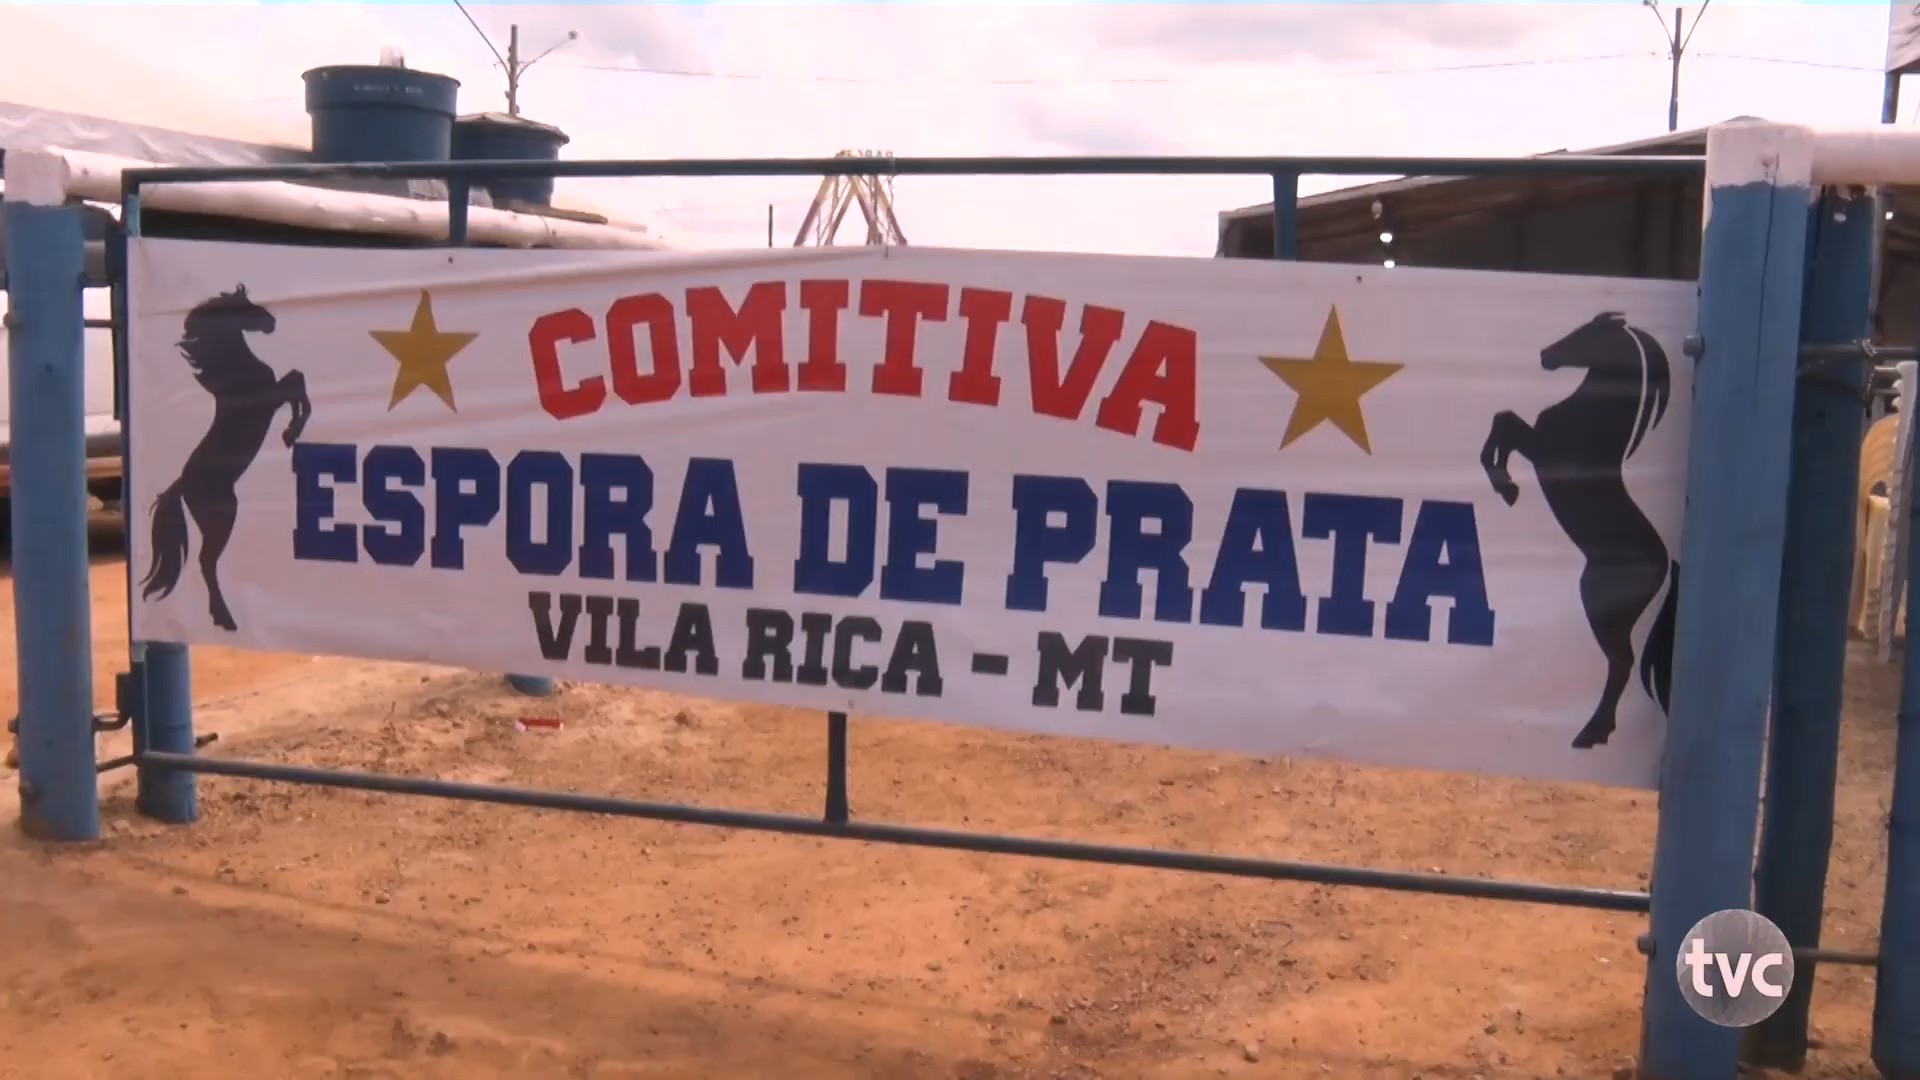 COMITIVA
ESPORA DE PRATA
VILA RICA - MT
tvc